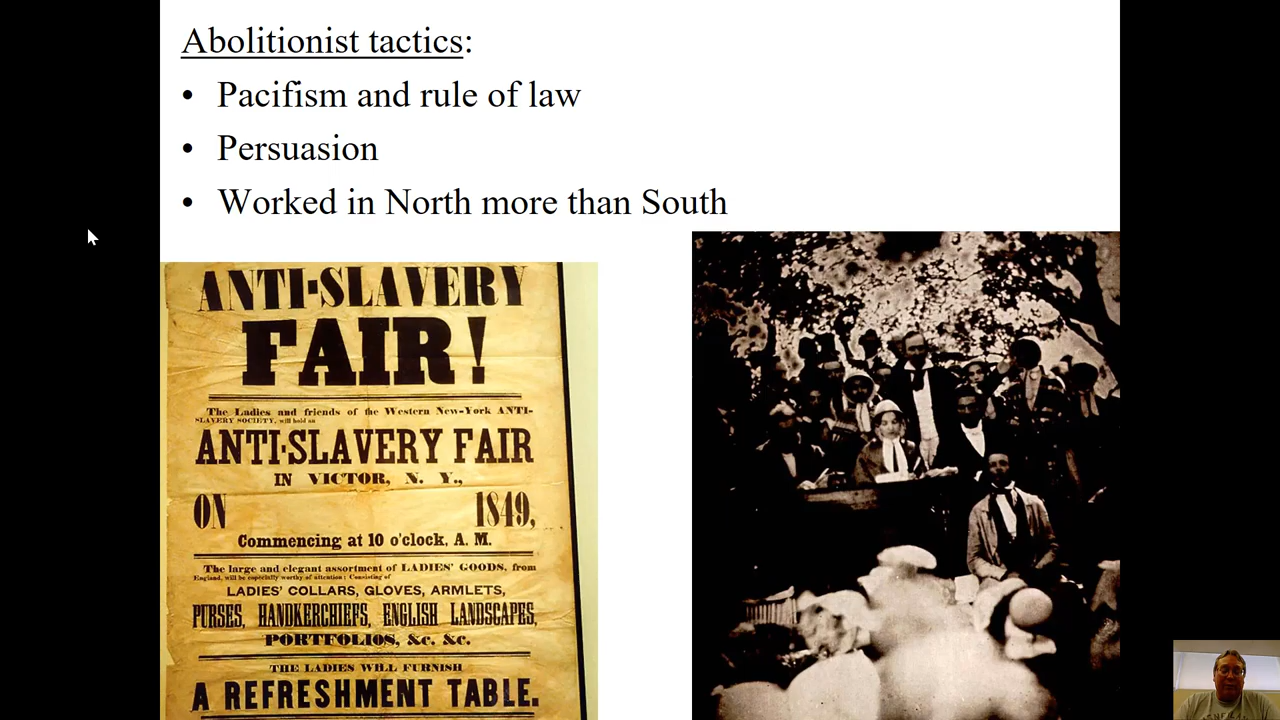 Abolitionist tactics:
• Pacifism and rule of law
• Persuasion
• Worked in North more than South
ANTI-SLAVERY
FAIR!
The Ladies and friends of the Western New-York ANTI-
SLAVERY SOCIETY, will hold an
ANTI-SLAVERY FAIR
IN VICTOR, N. Y.,
ON 1849,
Commencing at 10 o'clock, A. M.
The large and elegant assortment of LADIES' GOODS, from
England, will be especially worthy of attention; Consisting of
LADIES' COLLARS, GLOVES, ARMLETS,
PURSES, HANDKERCHIEFS, ENGLISH LANDSCAPES,
PORTFOLIOS, &c. &c.
THE LADIES WILL FURNISH
A REFRESHMENT TABLE.